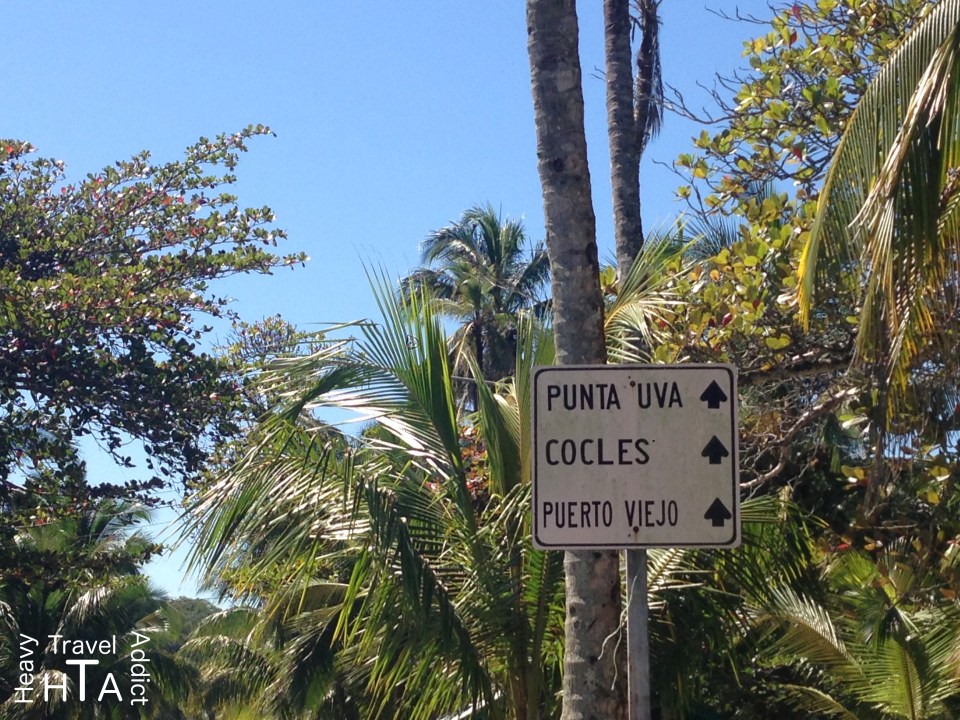 PUNTA UVA
COCLES
PUERTO VIEJO
Heavy
Travel
HTA
Addict